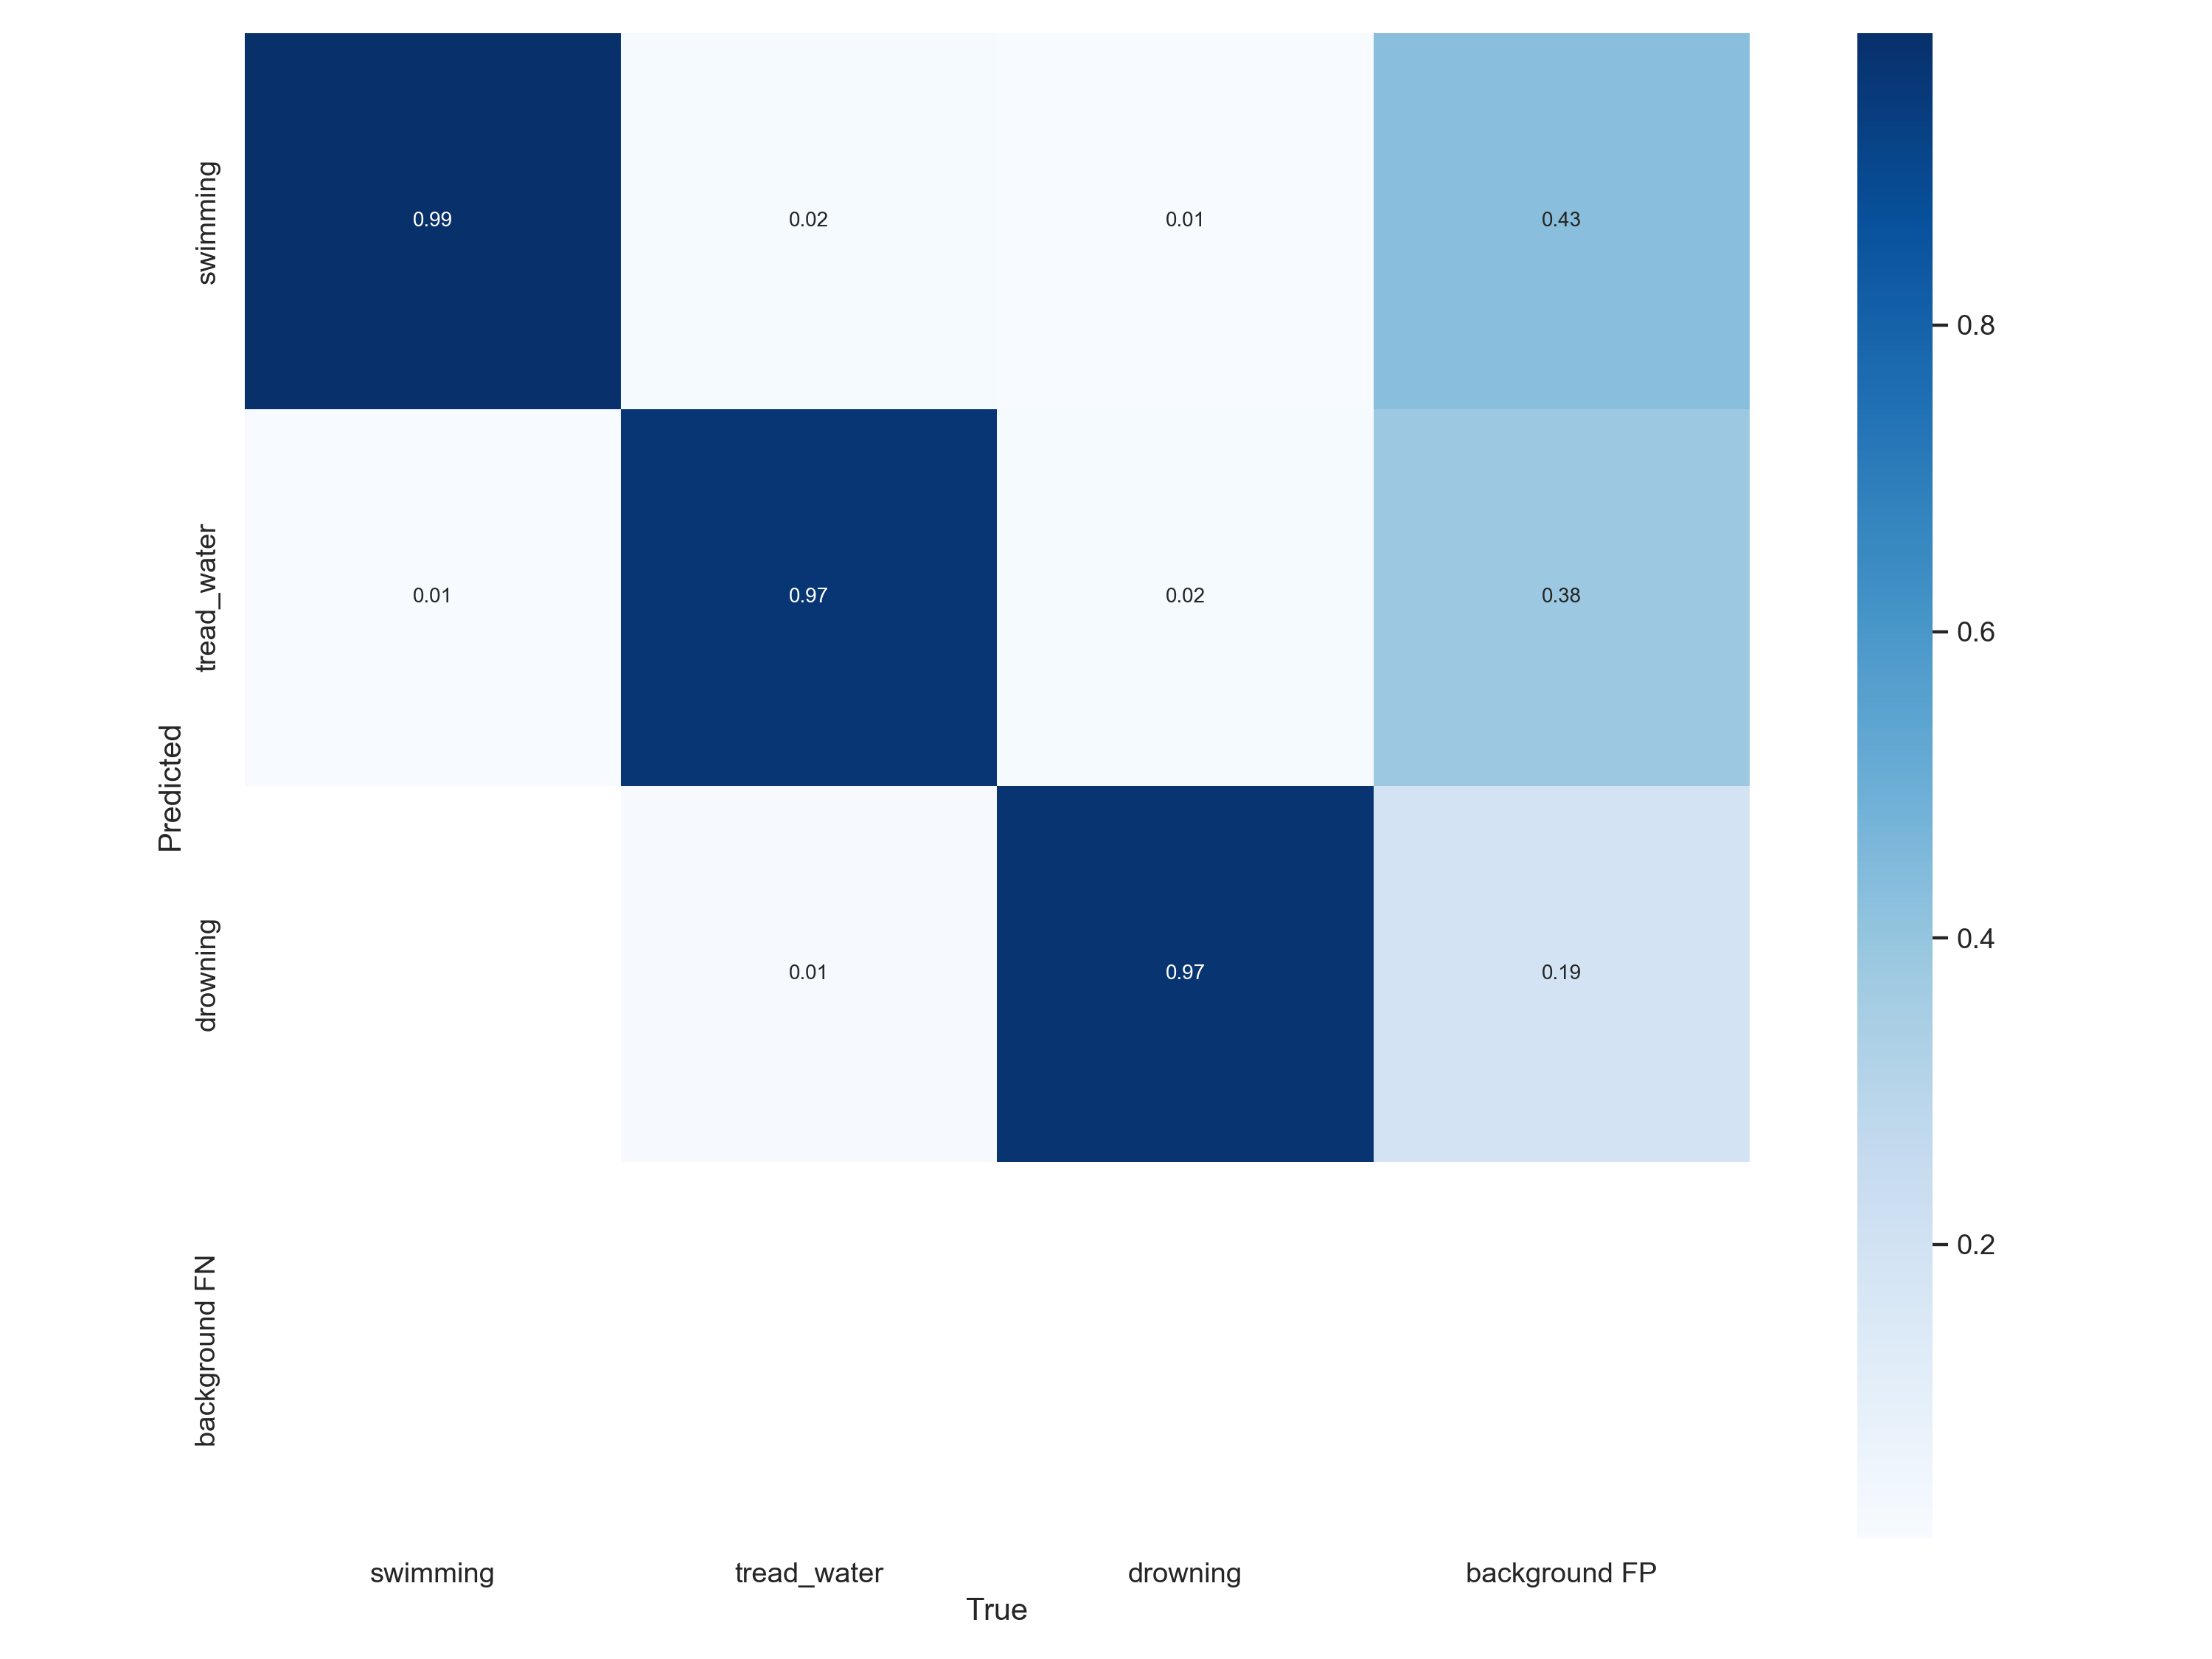 swimming
0.99
0.02
0.01
0.43
tread_water
0.01
0.97
0.02
0.38
drowning
0.01
0.97
0.19
background FN
Predicted
swimming
tread_water
drowning
background FP
True
0.8
0.6
0.4
0.2